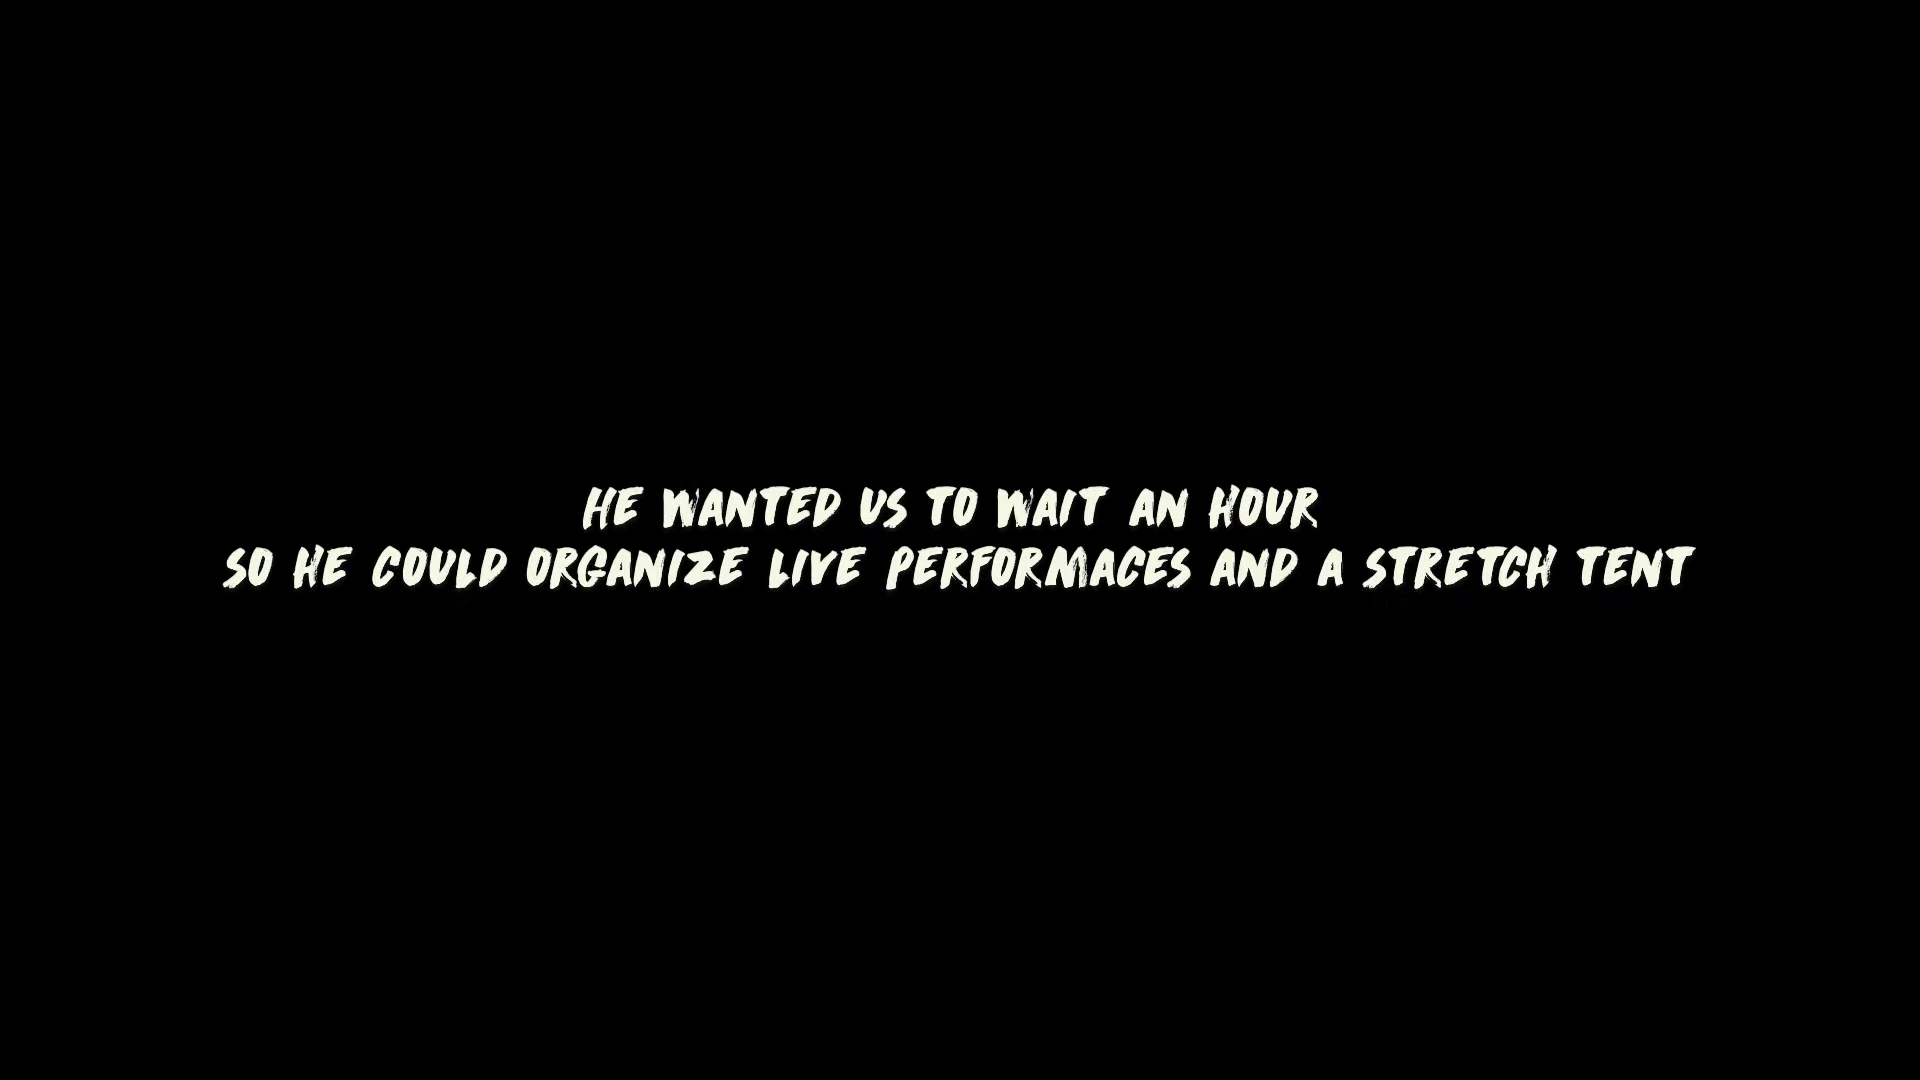 HE WANTED US TO WAIT AN HOUR
SO HE COULD ORGANIZE LIVE PERFORMACES AND A STRETCH TENT